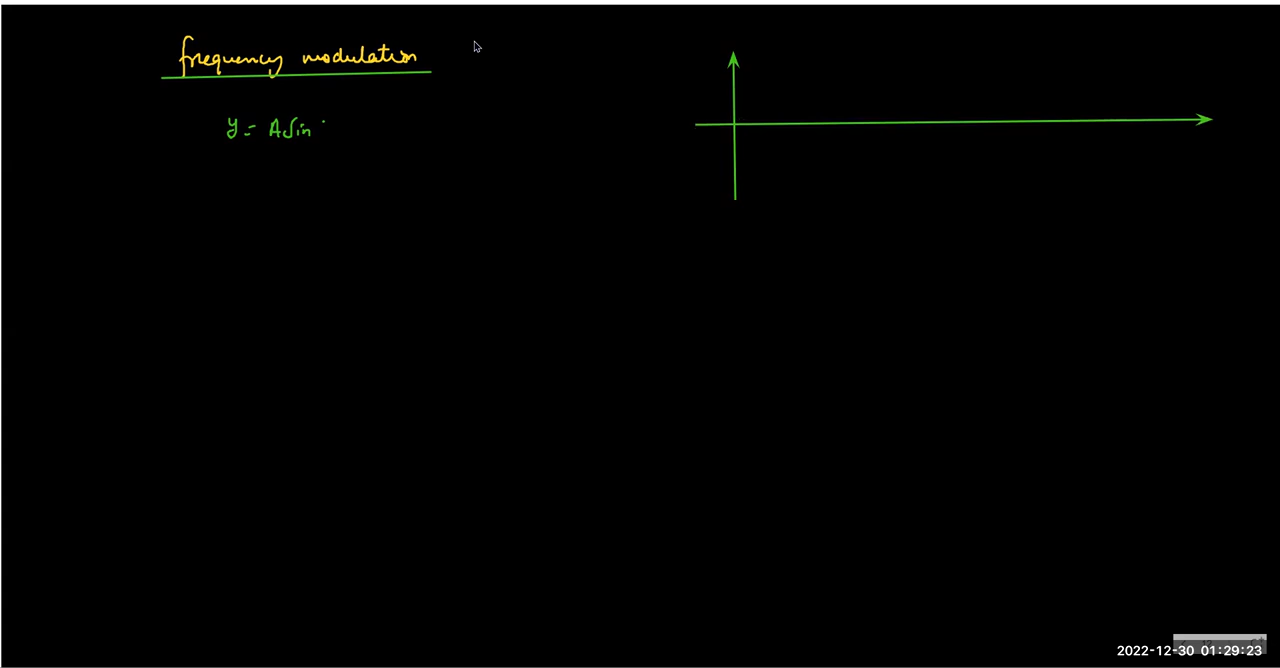 frequency modulation
y = A sin
2022-12-30 01:29:23